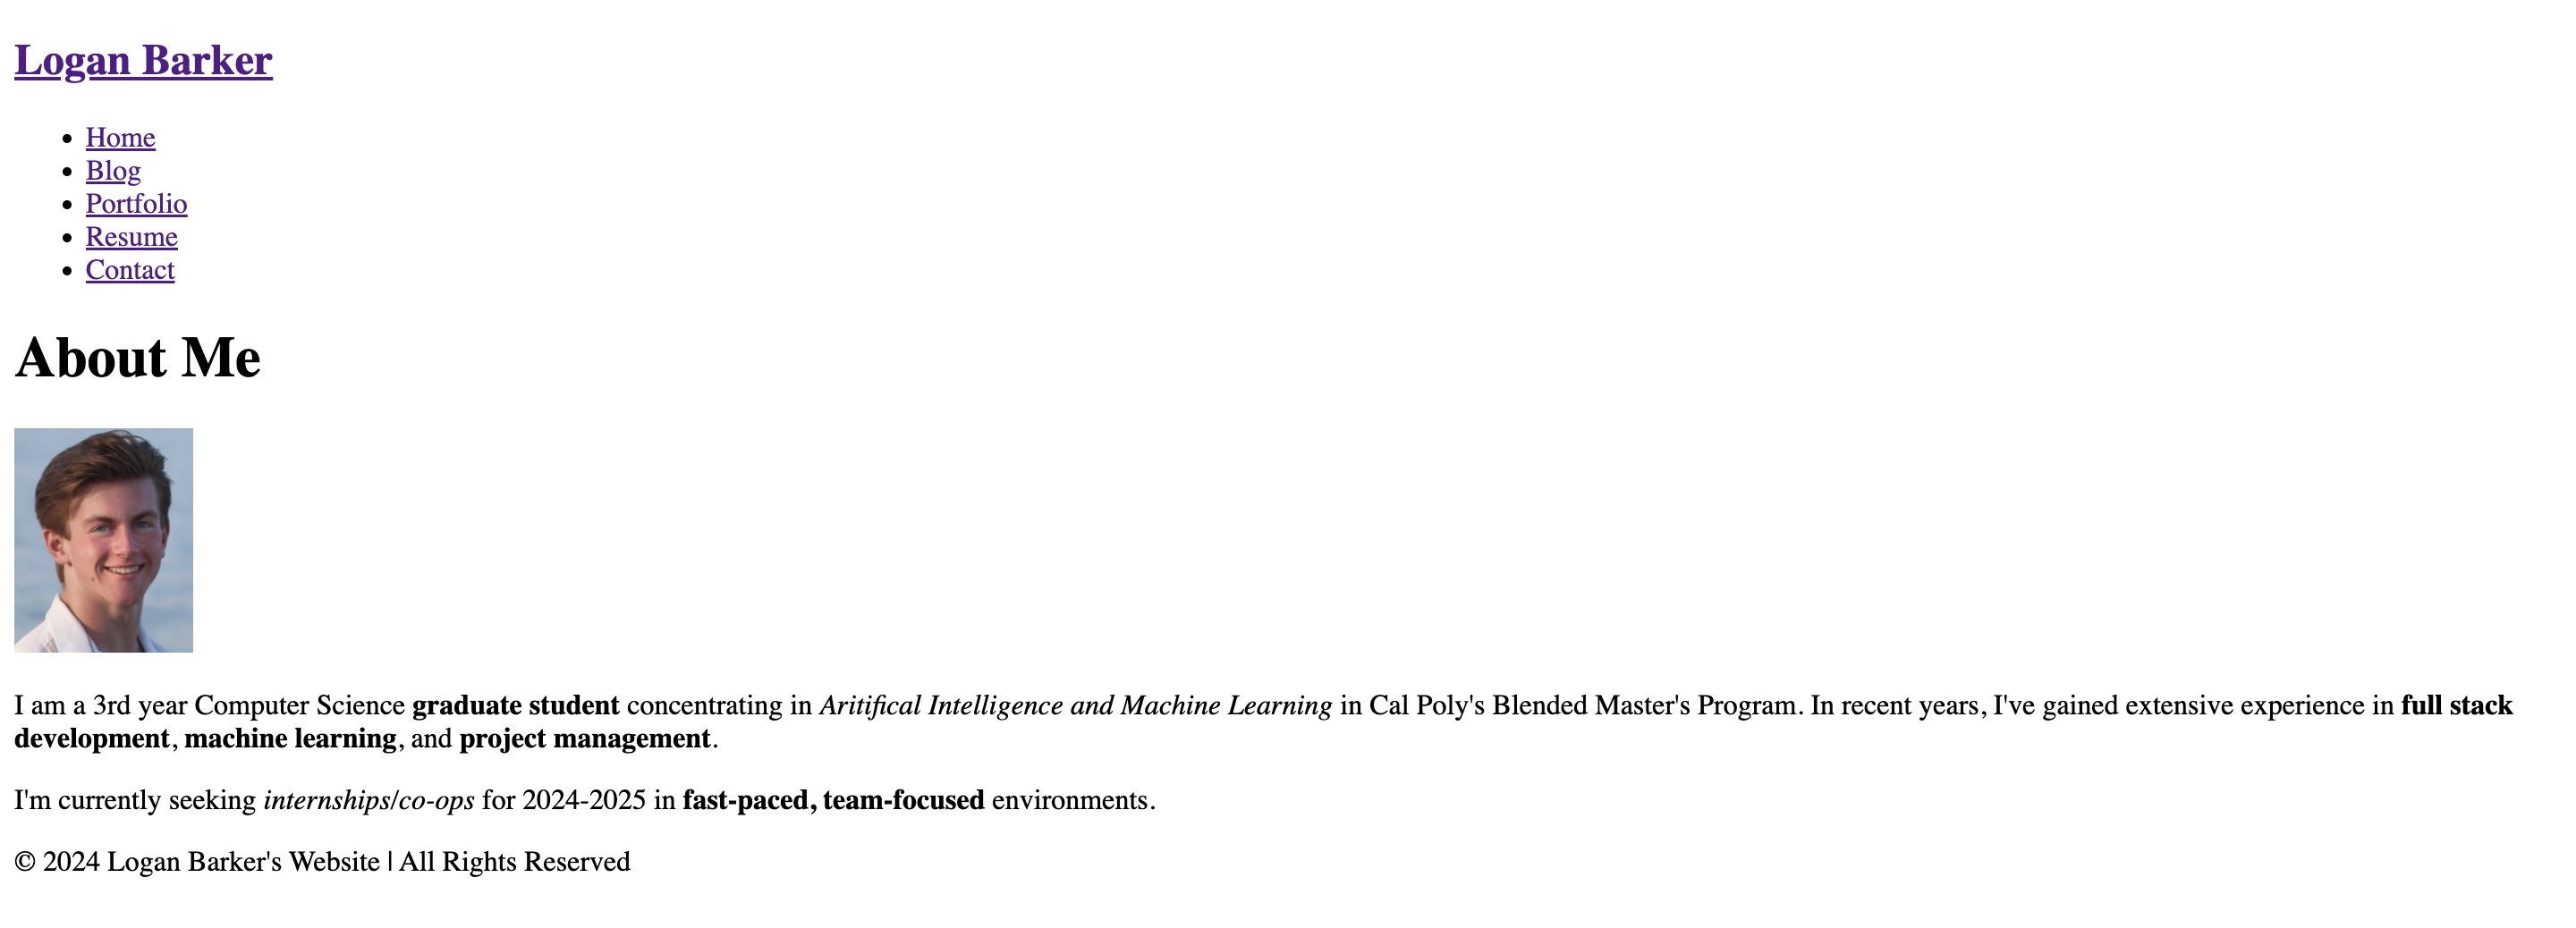 Logan Barker
Home
Blog
Portfolio
Resume
Contact
About Me
I am a 3rd year Computer Science graduate student concentrating in Aritifical Intelligence and Machine Learning in Cal Poly's Blended Master's Program. In recent years, I've gained extensive experience in full stack
development, machine learning, and project management.
I'm currently seeking internships/co-ops for 2024-2025 in fast-paced, team-focused environments.
© 2024 Logan Barker's Website | All Rights Reserved